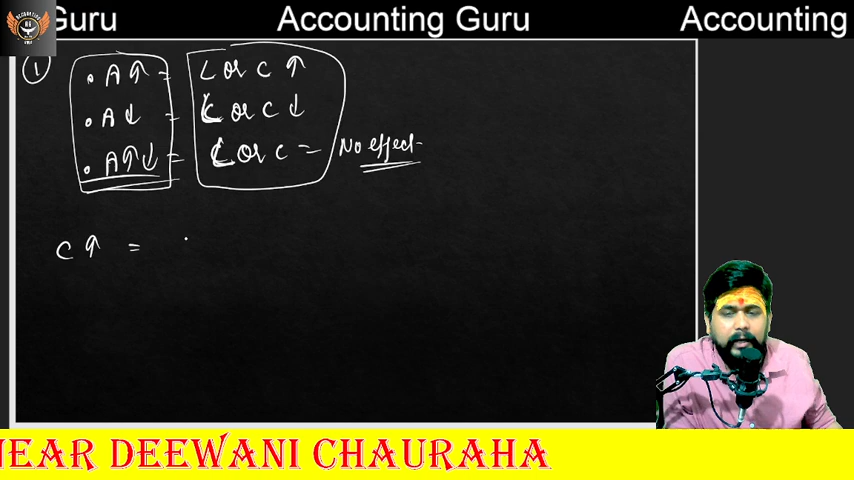 Guru Accounting Guru Accounting
① . A ↑ = L or C ↑
. A ↓ = L or C ↓
. A ↑↓ = L or C = No effect
C ↑ =
NEAR DEEWANI CHAURAHA